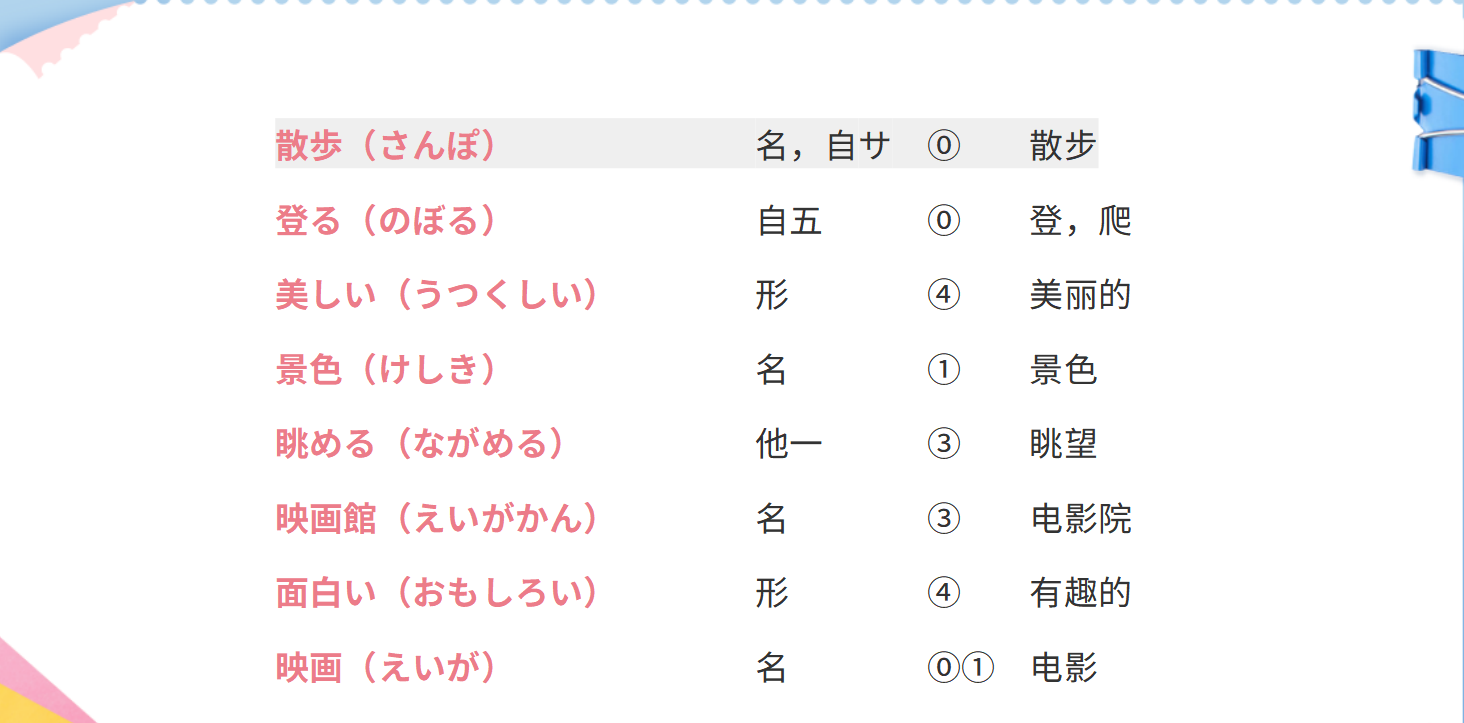 散歩（さんぽ） 名，自サ ⓪ 散步
登る（のぼる） 自五 ⓪ 登，爬
美しい（うつくしい） 形 ④ 美丽的
景色（けしき） 名 ① 景色
眺める（ながめる） 他一 ③ 眺望
映画館（えいがかん） 名 ③ 电影院
面白い（おもしろい） 形 ④ 有趣的
映画（えいが） 名 ⓪① 电影